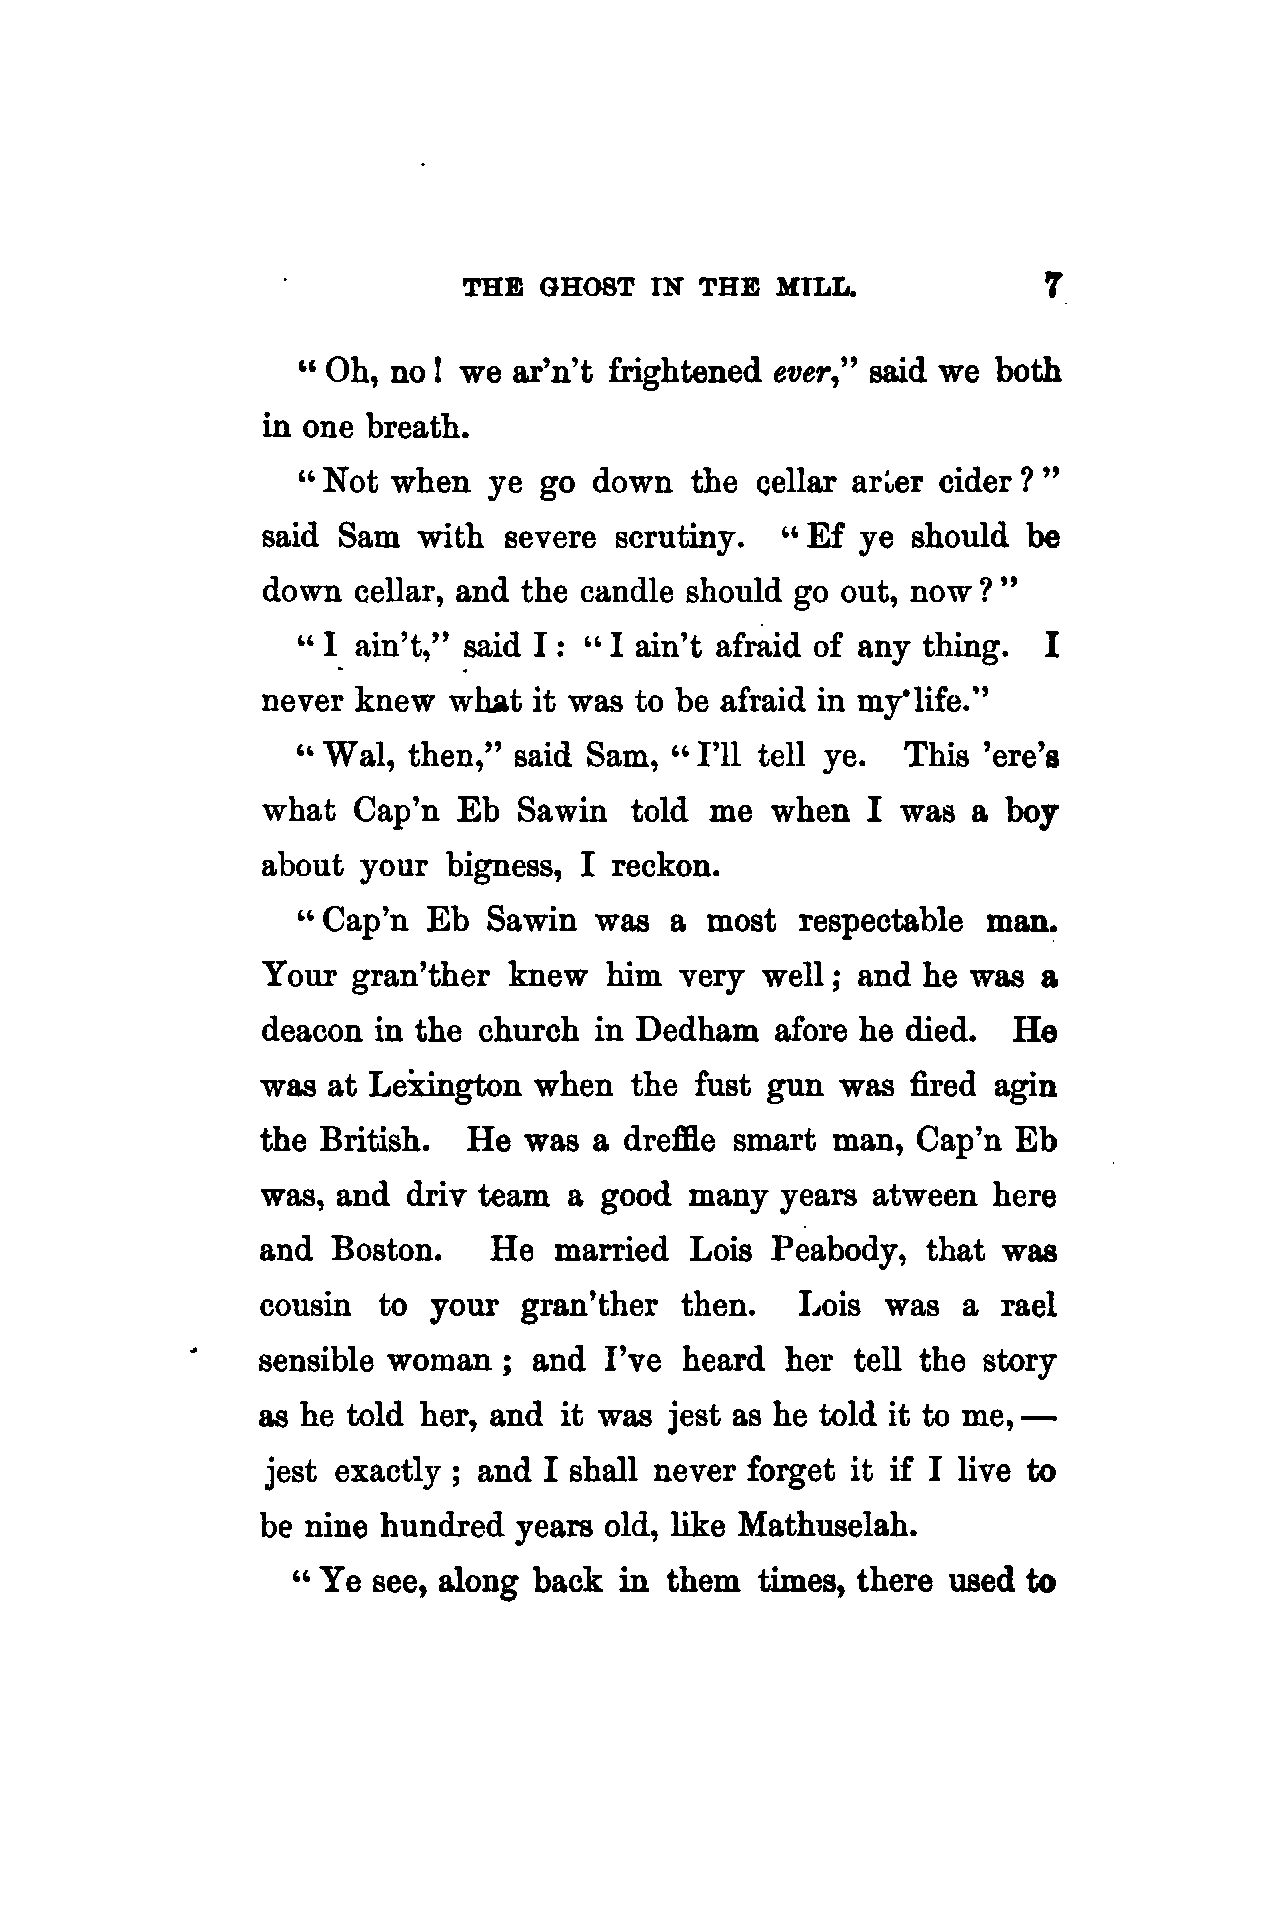 THE GHOST IN THE MILL. 7
“ Oh, no ! we ar’n’t frightened ever,” said we both
in one breath.
“ Not when ye go down the cellar arter cider ? ”
said Sam with severe scrutiny. “ Ef ye should be
down cellar, and the candle should go out, now ? ”
“ I ain’t,” said I : “ I ain’t afraid of any thing. I
never knew what it was to be afraid in my life.”
“ Wal, then,” said Sam, “ I’ll tell ye. This ’ere’s
what Cap’n Eb Sawin told me when I was a boy
about your bigness, I reckon.
“ Cap’n Eb Sawin was a most respectable man.
Your gran’ther knew him very well ; and he was a
deacon in the church in Dedham afore he died. He
was at Lexington when the fust gun was fired agin
the British. He was a dreffle smart man, Cap’n Eb
was, and driv team a good many years atween here
and Boston. He married Lois Peabody, that was
cousin to your gran’ther then. Lois was a rael
sensible woman ; and I’ve heard her tell the story
as he told her, and it was jest as he told it to me, —
jest exactly ; and I shall never forget it if I live to
be nine hundred years old, like Mathuselah.
“ Ye see, along back in them times, there used to